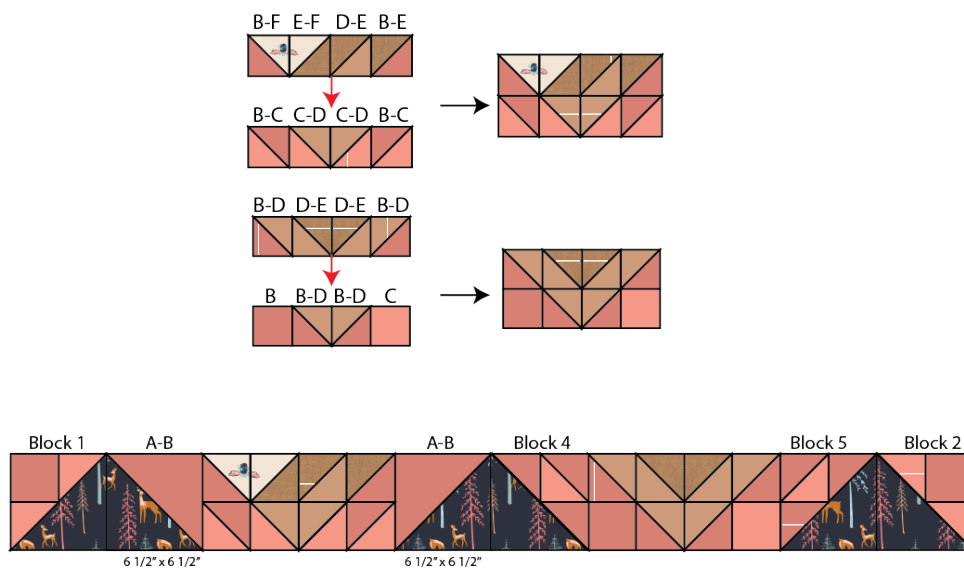 B-F E-F D-E B-E
B-C C-D C-D B-C
B-D D-E D-E B-D
B B-D B-D C
Block 1 A-B A-B Block 4 Block 5 Block 2
6 1/2” x 6 1/2” 6 1/2” x 6 1/2”